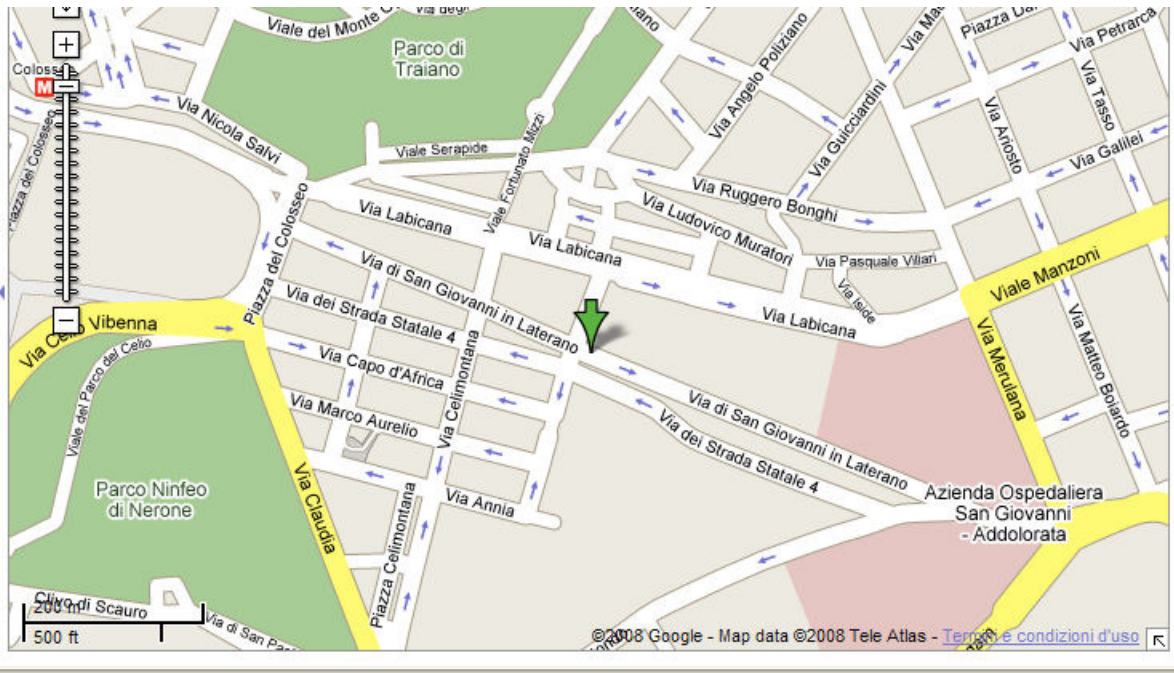 Viale del Monte
Via degl
Parco di
Traiano
Via Angelo Poliziano
Piazza
Via Petrarca
Via Tasso
Via Ariosto
Via Galilei
Via Guicciardini
M
Piazza del Colosseo
Via Nicola Salvi
Viale Serapide
Viale Fortunato Mizzi
Via Ruggero Bonghi
Via Ludovico Muratori
Via Pasquale Villari
Via Iside
Via Labicana
Via Labicana
Via Labicana
Viale Manzoni
Piazza del Colosseo
Via di San Giovanni in Laterano
Via dei Strada Statale 4
Via Capo d'Africa
Via Marco Aurelio
Via Celimontana
Via Annia
Via Merulana
Via Matteo Boiardo
Vibenna
Viale del Parco del Celio
Via di San Giovanni in Laterano
Via dei Strada Statale 4
Azienda Ospedaliera
San Giovanni
- Addolorata
Parco Ninfeo
di Nerone
Via Claudia
Piazza Celimontana
Clivo di Scauro
Via di San
200 m
500 ft
©2008 Google - Map data ©2008 Tele Atlas - Termini e condizioni d'uso